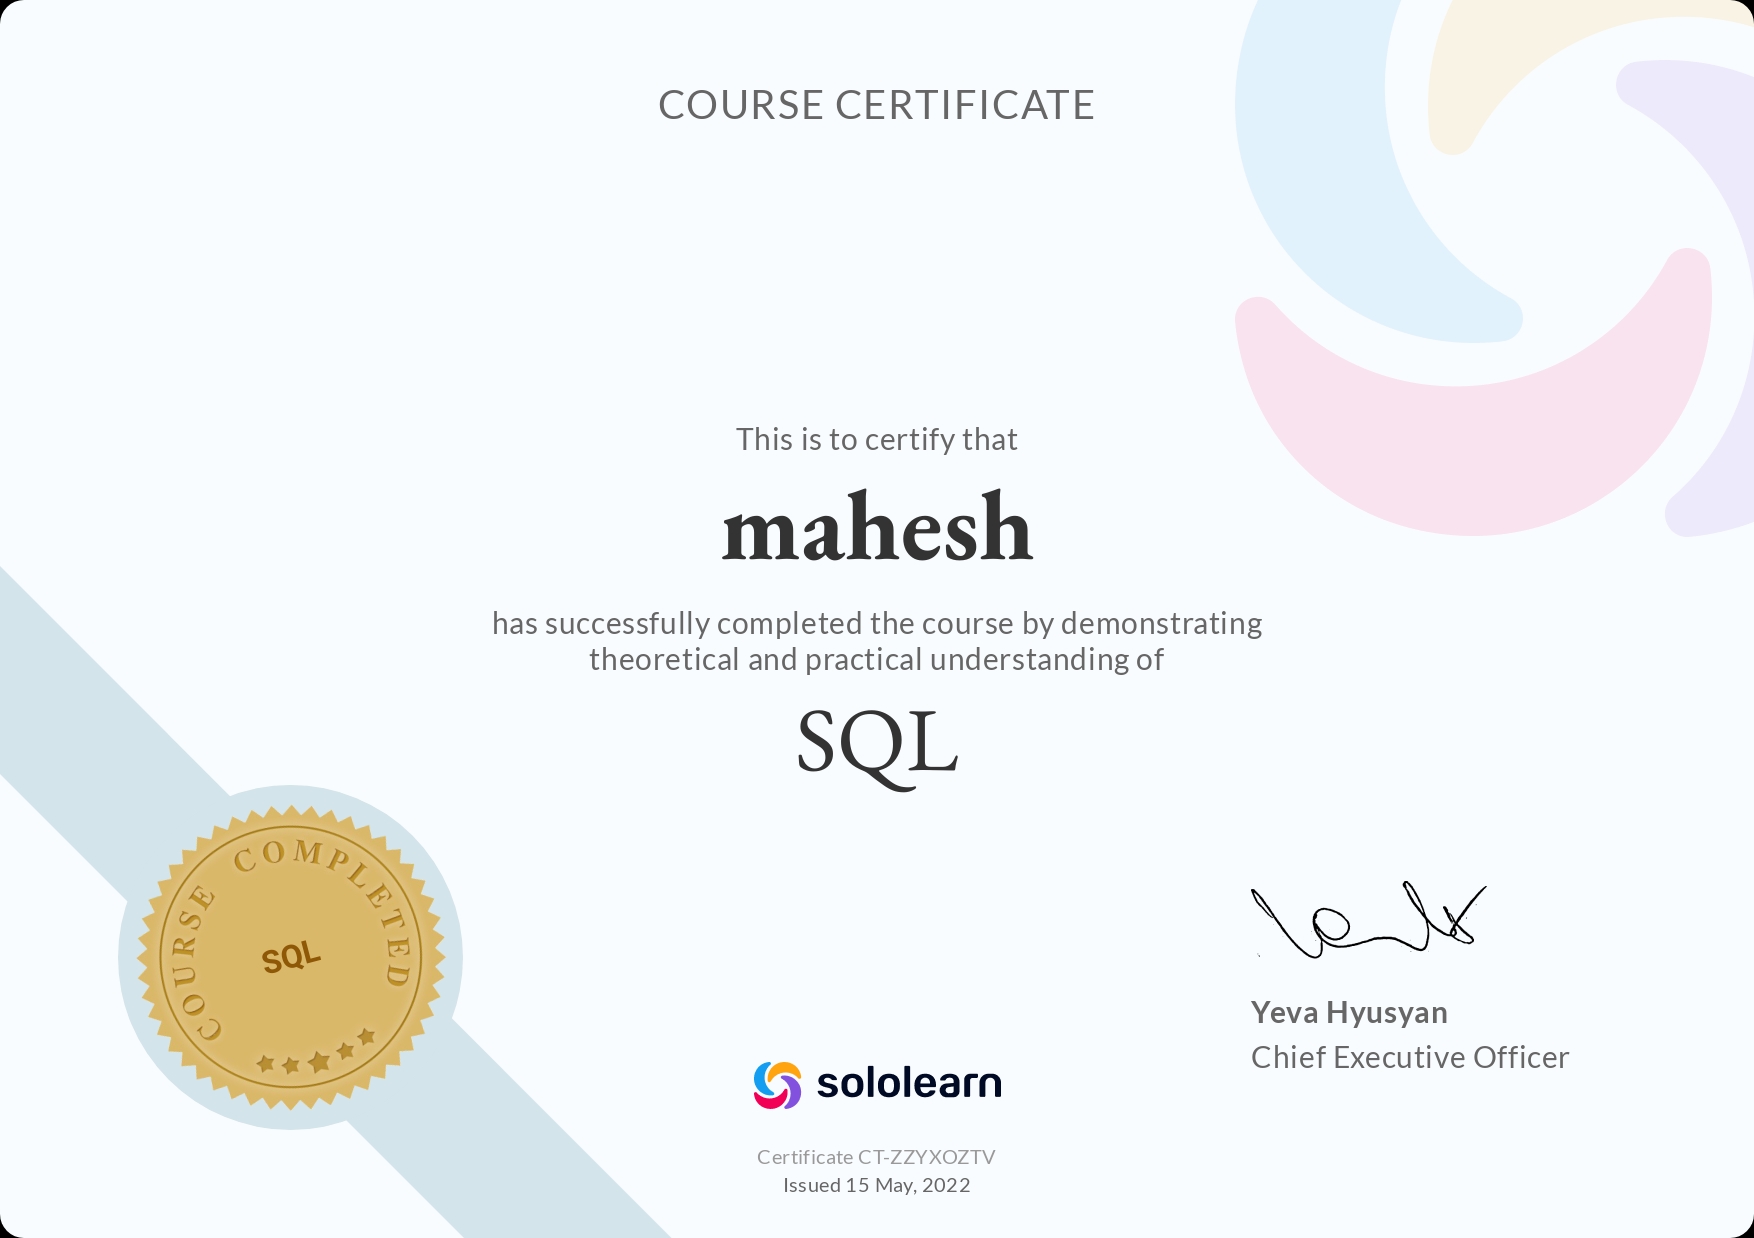 COURSE CERTIFICATE
This is to certify that
mahesh
has successfully completed the course by demonstrating
theoretical and practical understanding of
SQL
COURSE COMPLETED
SQL
Yeva Hyusyan
Chief Executive Officer
sololearn
Certificate CT-ZZYXOZTV
Issued 15 May, 2022